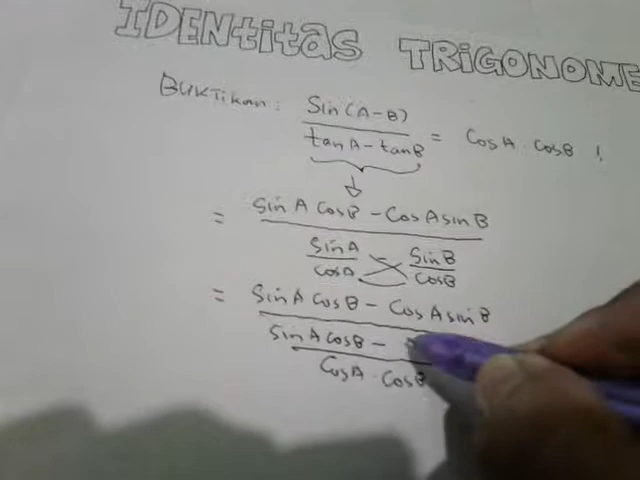 IDENtitas TRIGONOME
BUKTikan : Sin (A - B) / tan A - tan B = Cos A . Cos B !
= Sin A Cos B - Cos A sin B
Sin A / Cos A - Sin B / Cos B
= Sin A Cos B - Cos A sin B
Sin A Cos B -
Cos A . Cos B